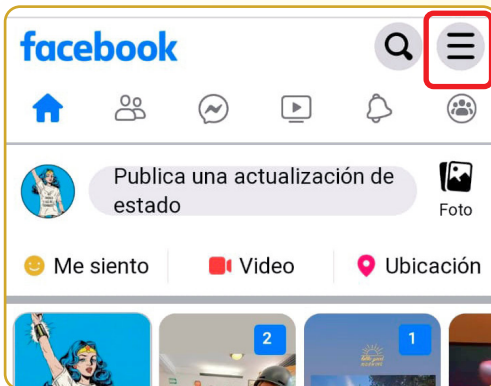 facebook
Publica una actualización de
estado
Foto
Me siento
Video
Ubicación
2
1